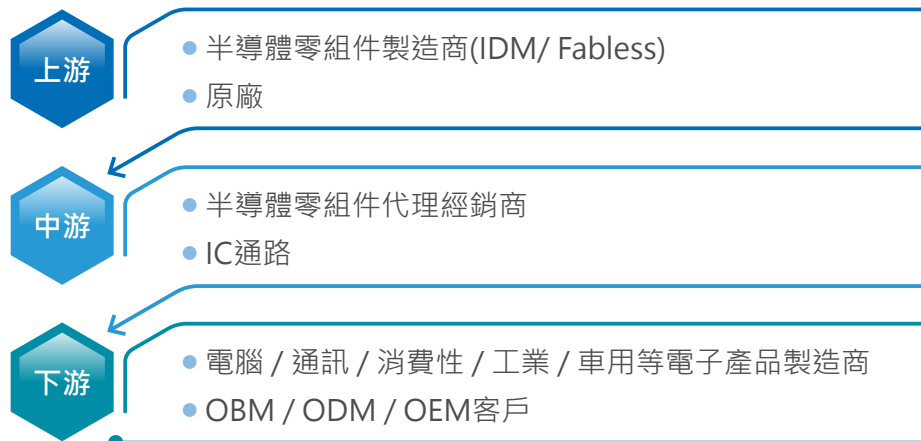 上游
半導體零組件製造商(IDM/ Fabless)
原廠
中游
半導體零組件代理經銷商
IC通路
下游
電腦 / 通訊 / 消費性 / 工業 / 車用等電子產品製造商
OBM / ODM / OEM客戶